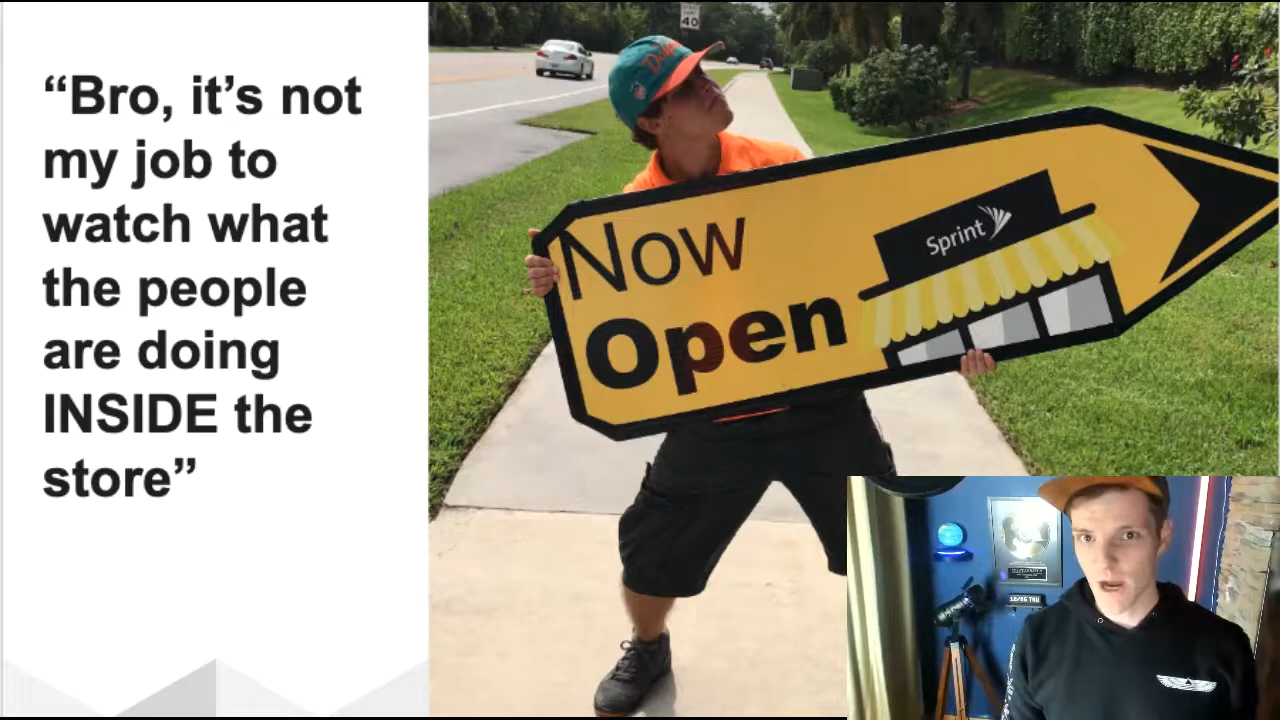 “Bro, it’s not
my job to
watch what
the people
are doing
INSIDE the
store”
40
Dolphins
Now
Open
Sprint